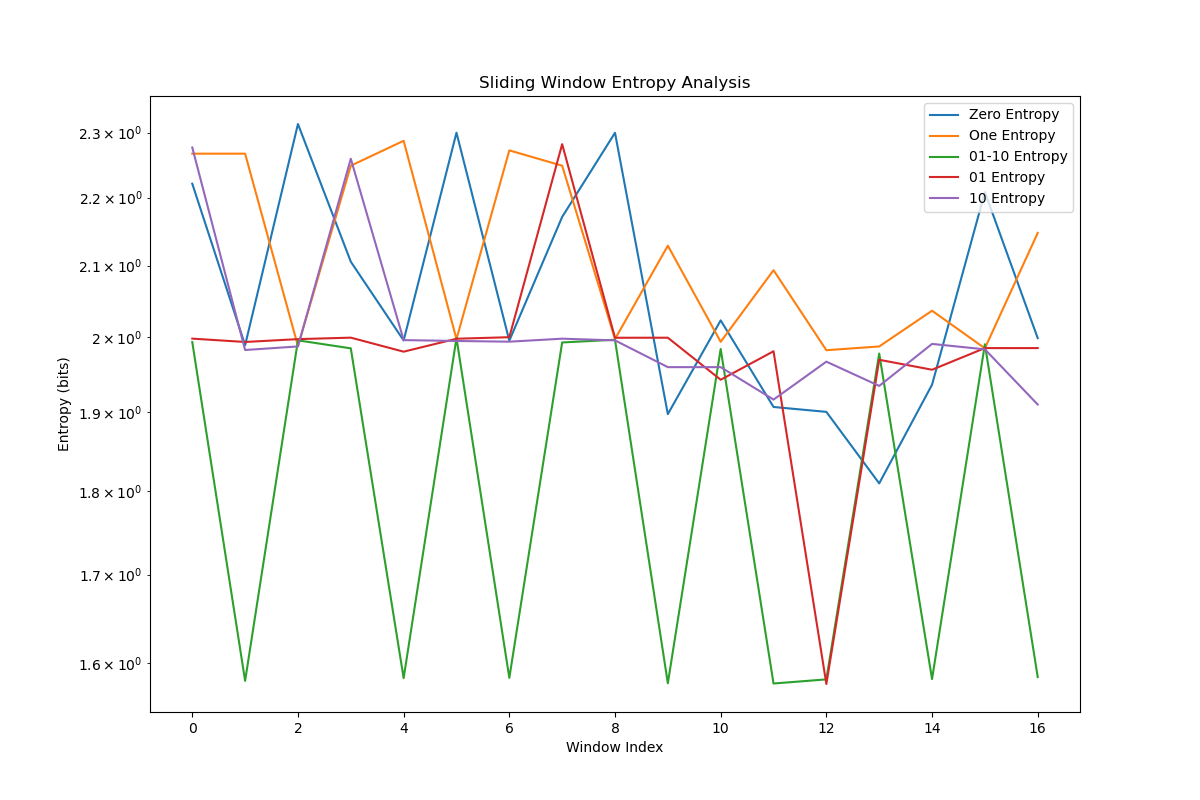 Sliding Window Entropy Analysis
Zero Entropy
One Entropy
01-10 Entropy
01 Entropy
10 Entropy
Entropy (bits)
2.3 × 10⁰
2.2 × 10⁰
2.1 × 10⁰
2 × 10⁰
1.9 × 10⁰
1.8 × 10⁰
1.7 × 10⁰
1.6 × 10⁰
0 2 4 6 8 10 12 14 16
Window Index